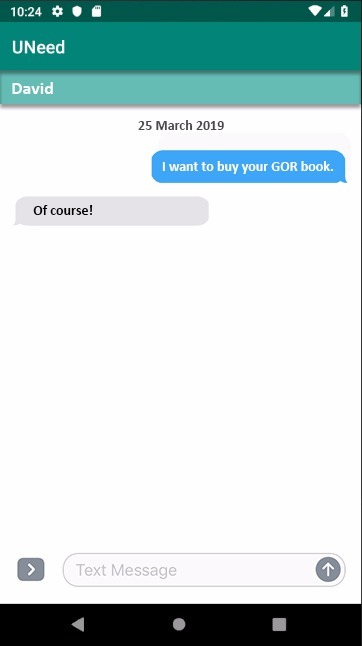 10:24
UNeed
David
25 March 2019
I want to buy your GOR book.
Of course!
Text Message